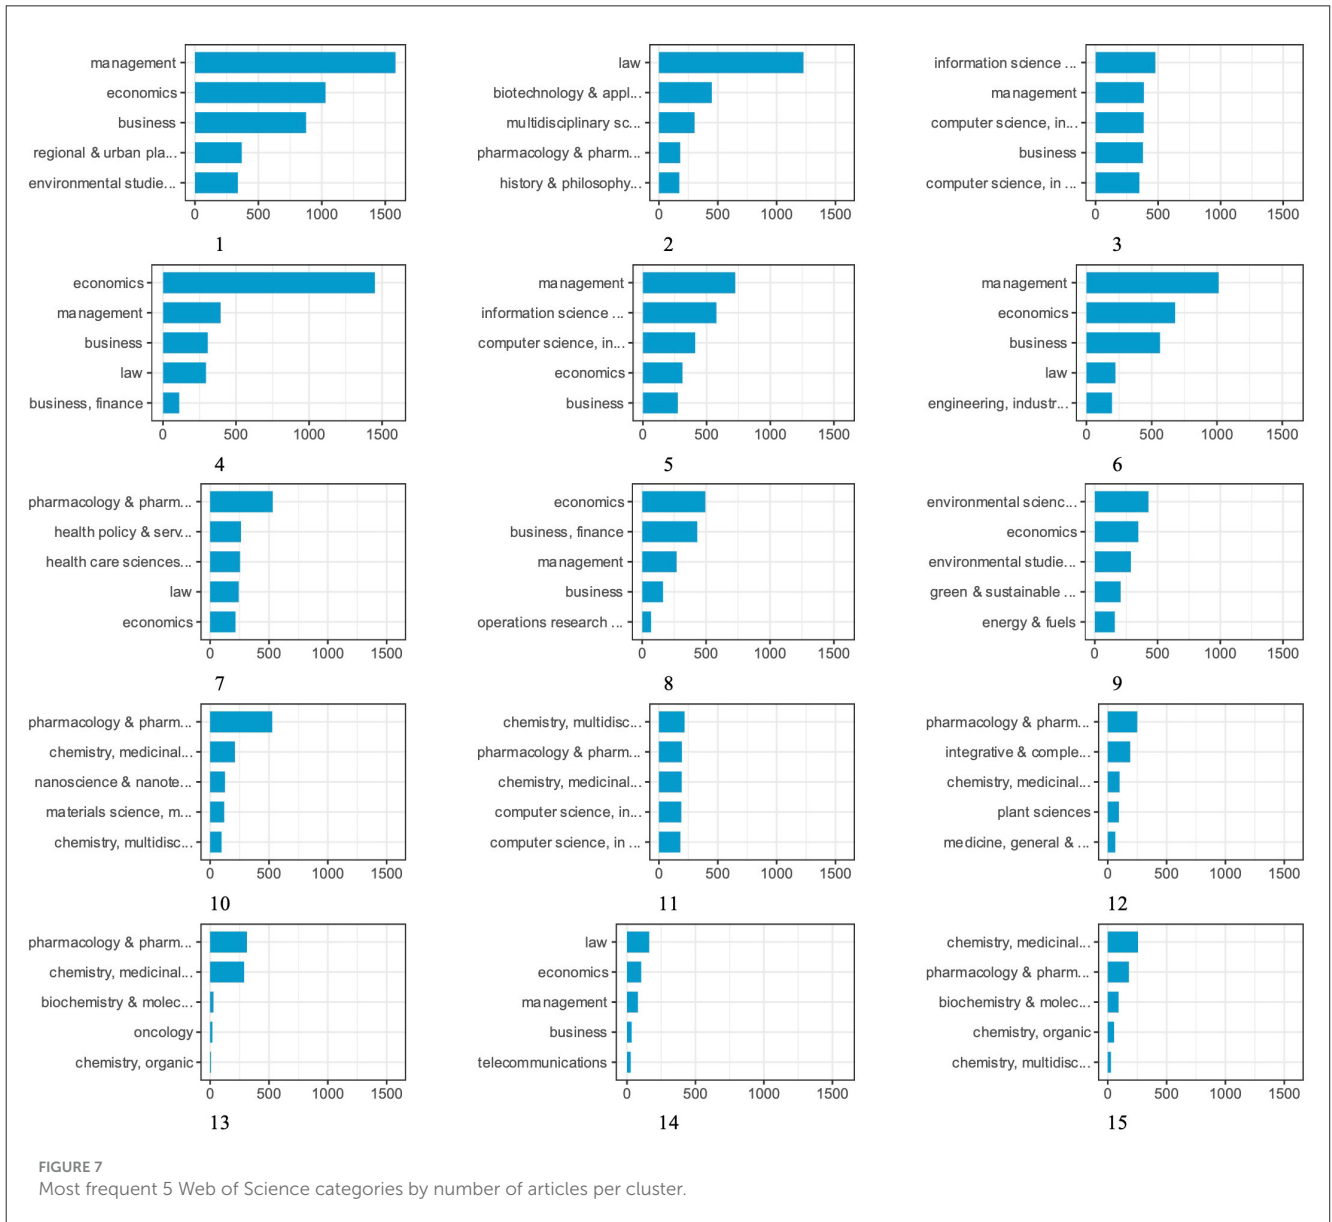 management
economics
business
regional & urban pla...
environmental studie...
0 500 1000 1500
1
law
biotechnology & appl...
multidisciplinary sc...
pharmacology & pharm...
history & philosophy...
0 500 1000 1500
2
information science ...
management
computer science, in...
business
computer science, in ...
0 500 1000 1500
3
economics
management
business
law
business, finance
0 500 1000 1500
4
management
information science ...
computer science, in...
economics
business
0 500 1000 1500
5
management
economics
business
law
engineering, industr...
0 500 1000 1500
6
pharmacology & pharm...
health policy & serv...
health care sciences...
law
economics
0 500 1000 1500
7
economics
business, finance
management
business
operations research ...
0 500 1000 1500
8
environmental scienc...
economics
environmental studie...
green & sustainable ...
energy & fuels
0 500 1000 1500
9
pharmacology & pharm...
chemistry, medicinal...
nanoscience & nanote...
materials science, m...
chemistry, multidisc...
0 500 1000 1500
10
chemistry, multidisc...
pharmacology & pharm...
chemistry, medicinal...
computer science, in...
computer science, in ...
0 500 1000 1500
11
pharmacology & pharm...
integrative & comple...
chemistry, medicinal...
plant sciences
medicine, general & ...
0 500 1000 1500
12
pharmacology & pharm...
chemistry, medicinal...
biochemistry & molec...
oncology
chemistry, organic
0 500 1000 1500
13
law
economics
management
business
telecommunications
0 500 1000 1500
14
chemistry, medicinal...
pharmacology & pharm...
biochemistry & molec...
chemistry, organic
chemistry, multidisc...
0 500 1000 1500
15
FIGURE 7
Most frequent 5 Web of Science categories by number of articles per cluster.